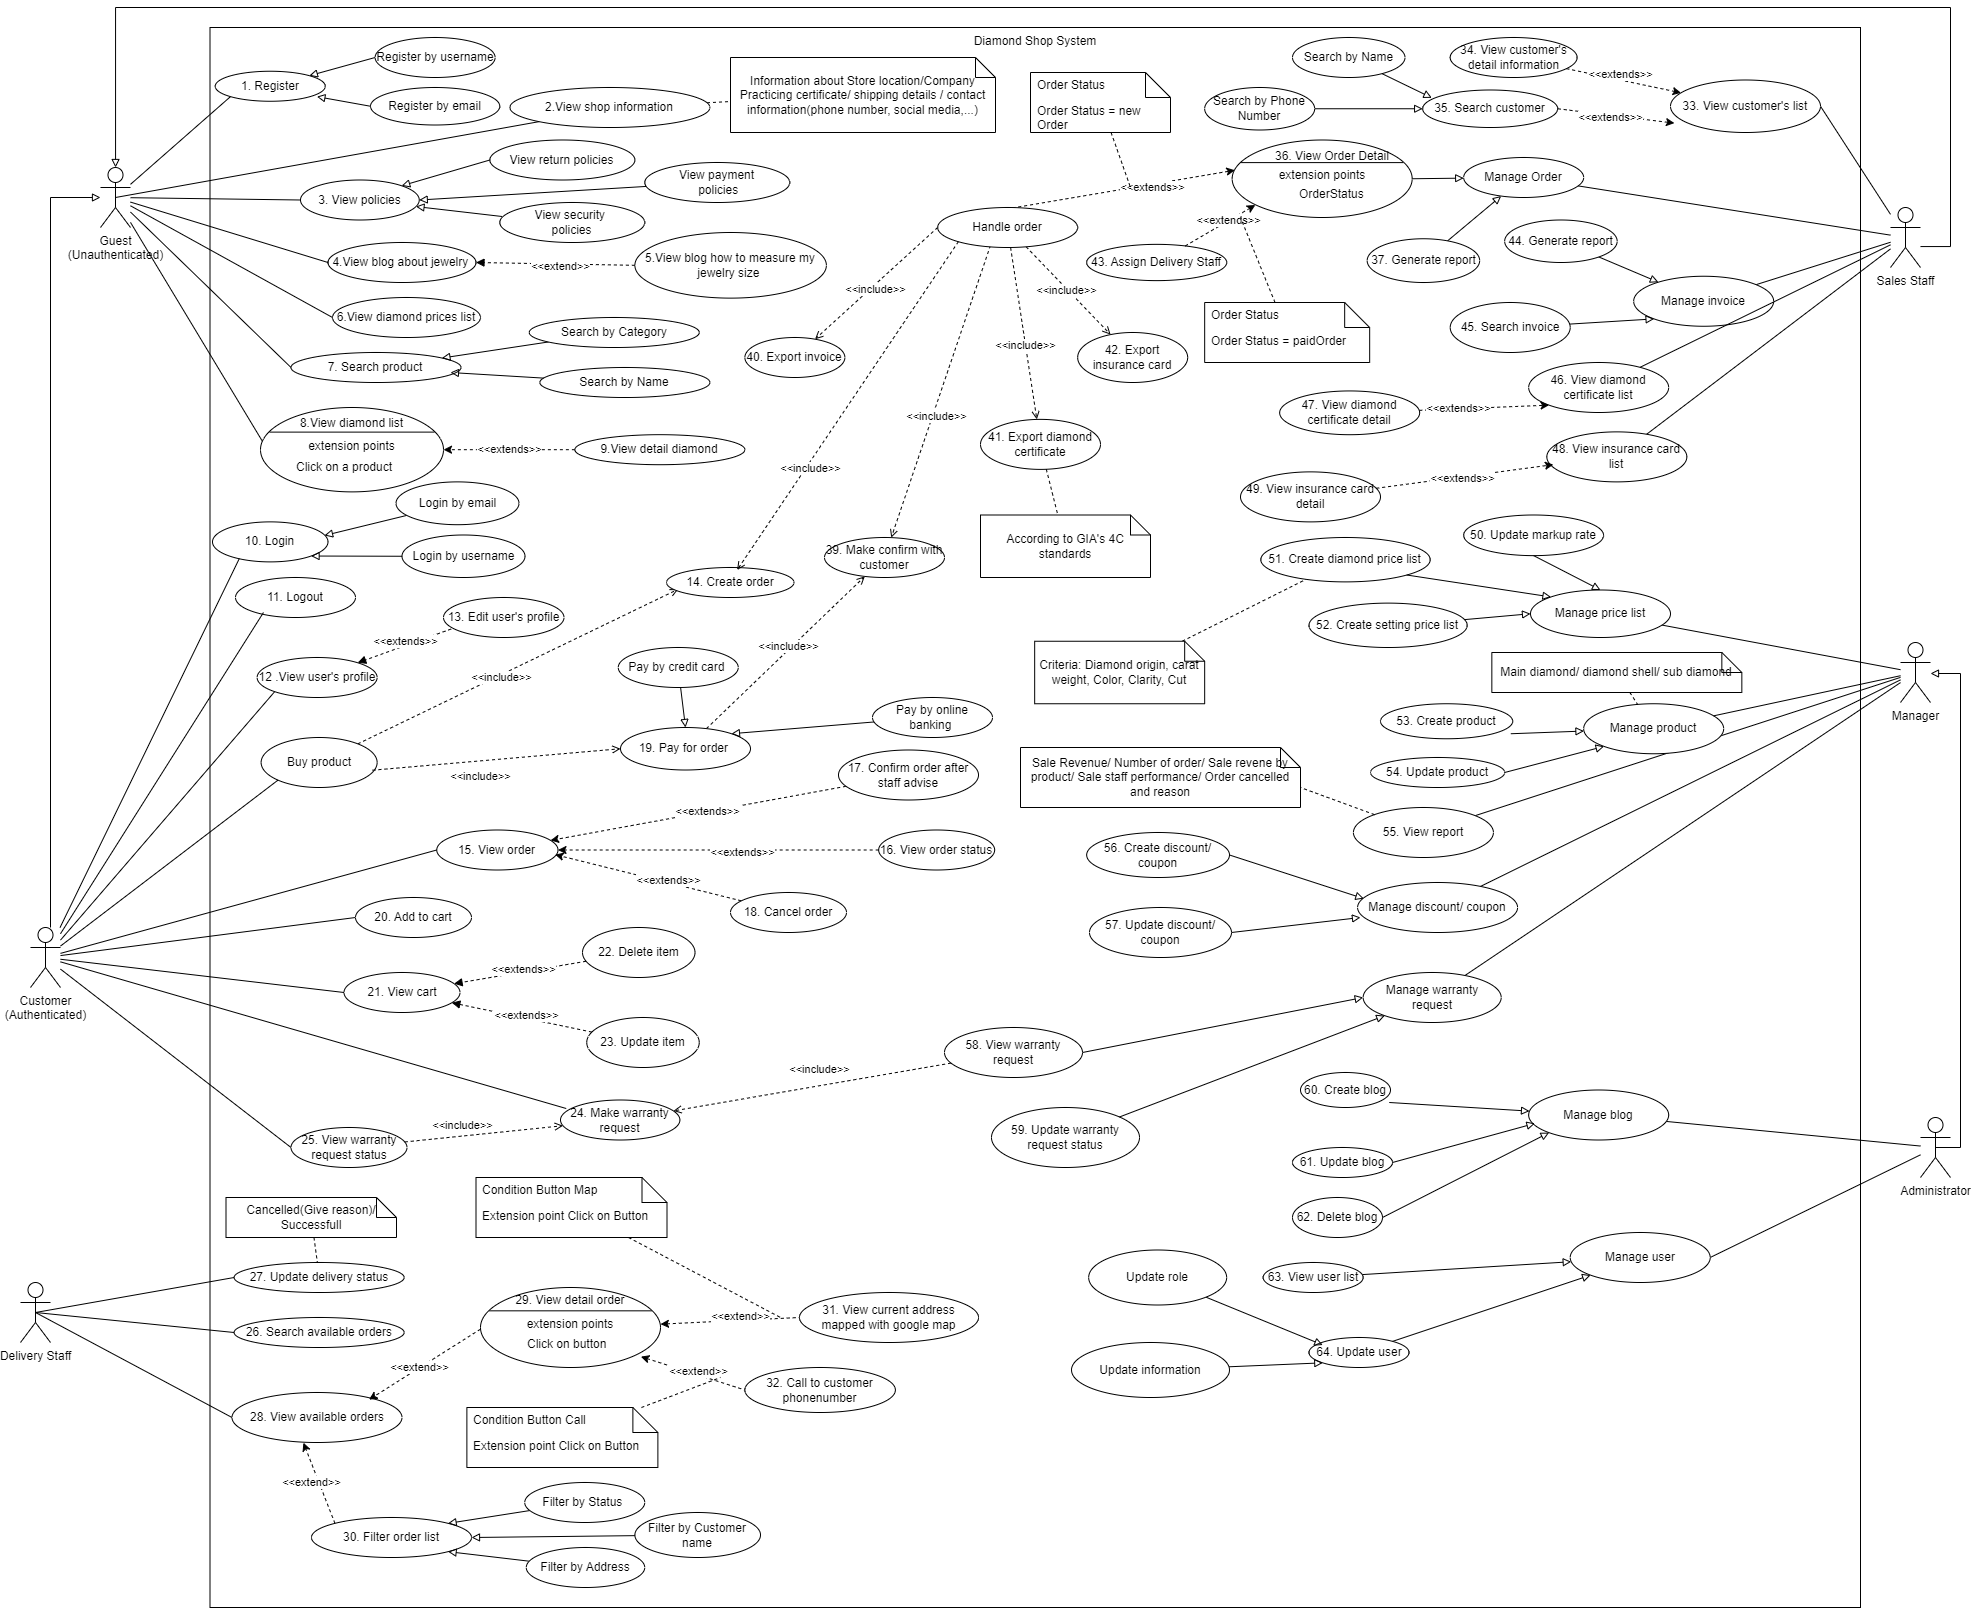 Diamond Shop System
Register by username
1. Register
Register by email
2.View shop information
Information about Store location/Company
Practicing certificate/ shipping details / contact
information(phone number, social media,...)
Order Status
Order Status = new
Order
Search by Name
34. View customer's
detail information
<<extends>>
Search by Phone
Number
35. Search customer
<<extends>>
33. View customer's list
View return policies
View payment
policies
3. View policies
View security
policies
Guest
(Unauthenticated)
4.View blog about jewelry
<<extend>>
5.View blog how to measure my
jewelry size
6.View diamond prices list
Search by Category
7. Search product
Search by Name
8.View diamond list
extension points
Click on a product
<<extends>>
9.View detail diamond
36. View Order Detail
extension points
OrderStatus
<<extends>>
Manage Order
Handle order
<<extends>>
43. Assign Delivery Staff
37. Generate report
44. Generate report
Sales Staff
Manage invoice
45. Search invoice
<<include>>
<<include>>
40. Export invoice
<<include>>
42. Export
insurance card
Order Status
Order Status = paidOrder
46. View diamond
certificate list
47. View diamond
certificate detail
<<extends>>
<<include>>
41. Export diamond
certificate
<<include>>
48. View insurance card
list
<<extends>>
49. View insurance card
detail
According to GIA's 4C
standards
Login by email
10. Login
Login by username
11. Logout
13. Edit user's profile
<<extends>>
12 .View user's profile
39. Make confirm with
customer
14. Create order
<<include>>
<<include>>
Buy product
Pay by credit card
Pay by online
banking
19. Pay for order
<<include>>
50. Update markup rate
51. Create diamond price list
Manage price list
52. Create setting price list
Criteria: Diamond origin, carat
weight, Color, Clarity, Cut
Main diamond/ diamond shell/ sub diamond
Manager
53. Create product
Manage product
54. Update product
Sale Revenue/ Number of order/ Sale revene by
product/ Sale staff performance/ Order cancelled
and reason
55. View report
17. Confirm order after
staff advise
<<extends>>
15. View order
<<extends>>
16. View order status
<<extends>>
18. Cancel order
56. Create discount/
coupon
Manage discount/ coupon
57. Update discount/
coupon
20. Add to cart
22. Delete item
<<extends>>
21. View cart
<<extends>>
23. Update item
Customer
(Authenticated)
Manage warranty
request
58. View warranty
request
<<include>>
24. Make warranty
request
<<include>>
25. View warranty
request status
59. Update warranty
request status
60. Create blog
Manage blog
61. Update blog
62. Delete blog
Administrator
Condition Button Map
Extension point Click on Button
Cancelled(Give reason)/
Successfull
27. Update delivery status
26. Search available orders
Delivery Staff
29. View detail order
extension points
Click on button
<<extend>>
31. View current address
mapped with google map
<<extend>>
<<extend>>
32. Call to customer
phonenumber
28. View available orders
Condition Button Call
Extension point Click on Button
<<extend>>
Filter by Status
30. Filter order list
Filter by Customer
name
Filter by Address
Manage user
Update role
63. View user list
64. Update user
Update information